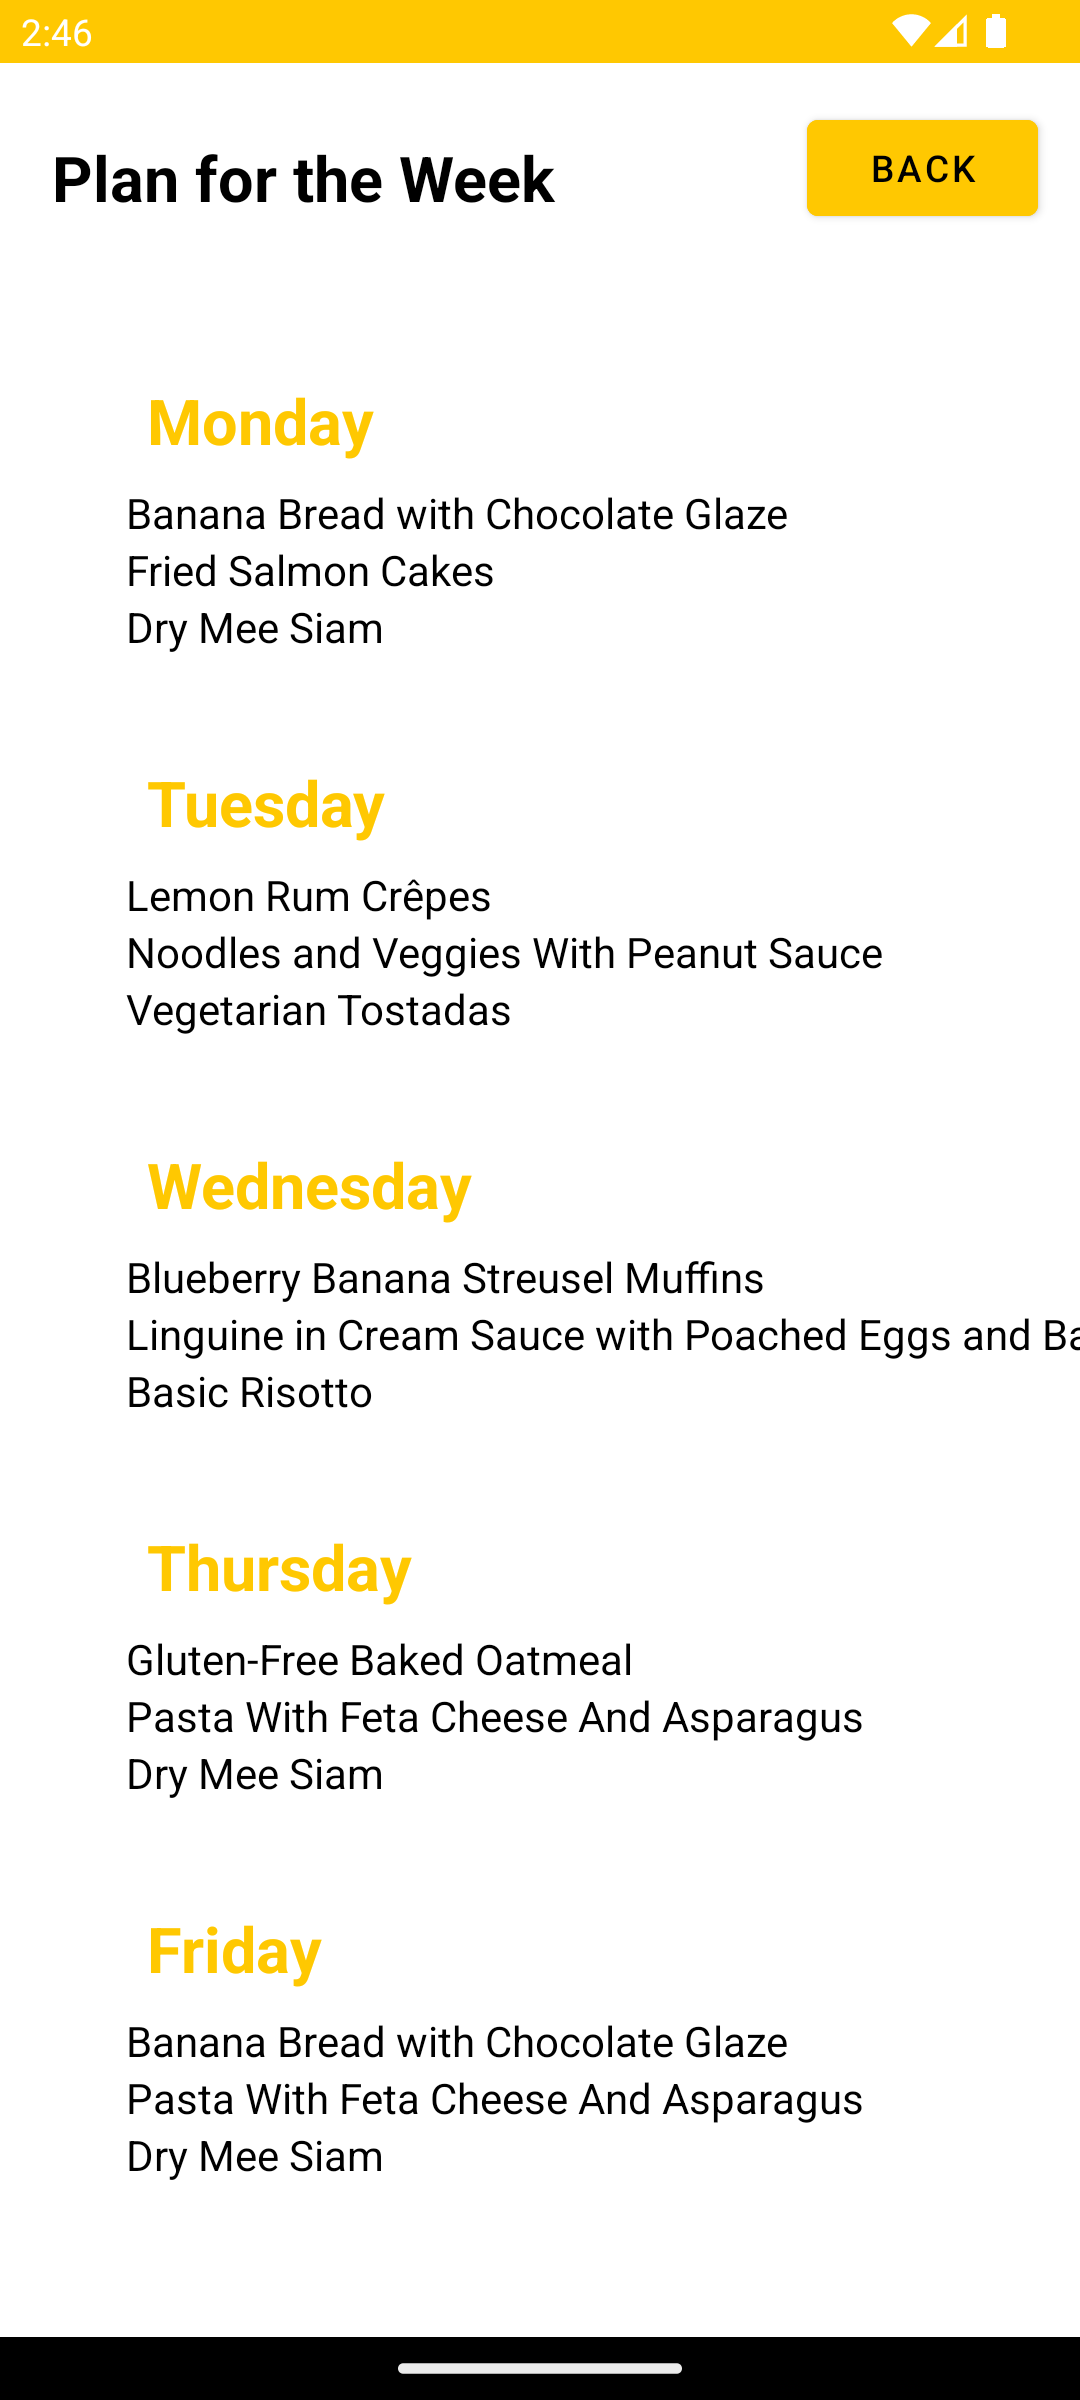 2:46
Plan for the Week
BACK
Monday
Banana Bread with Chocolate Glaze
Fried Salmon Cakes
Dry Mee Siam
Tuesday
Lemon Rum Crêpes
Noodles and Veggies With Peanut Sauce
Vegetarian Tostadas
Wednesday
Blueberry Banana Streusel Muffins
Linguine in Cream Sauce with Poached Eggs and
Basic Risotto
Thursday
Gluten-Free Baked Oatmeal
Pasta With Feta Cheese And Asparagus
Dry Mee Siam
Friday
Banana Bread with Chocolate Glaze
Pasta With Feta Cheese And Asparagus
Dry Mee Siam